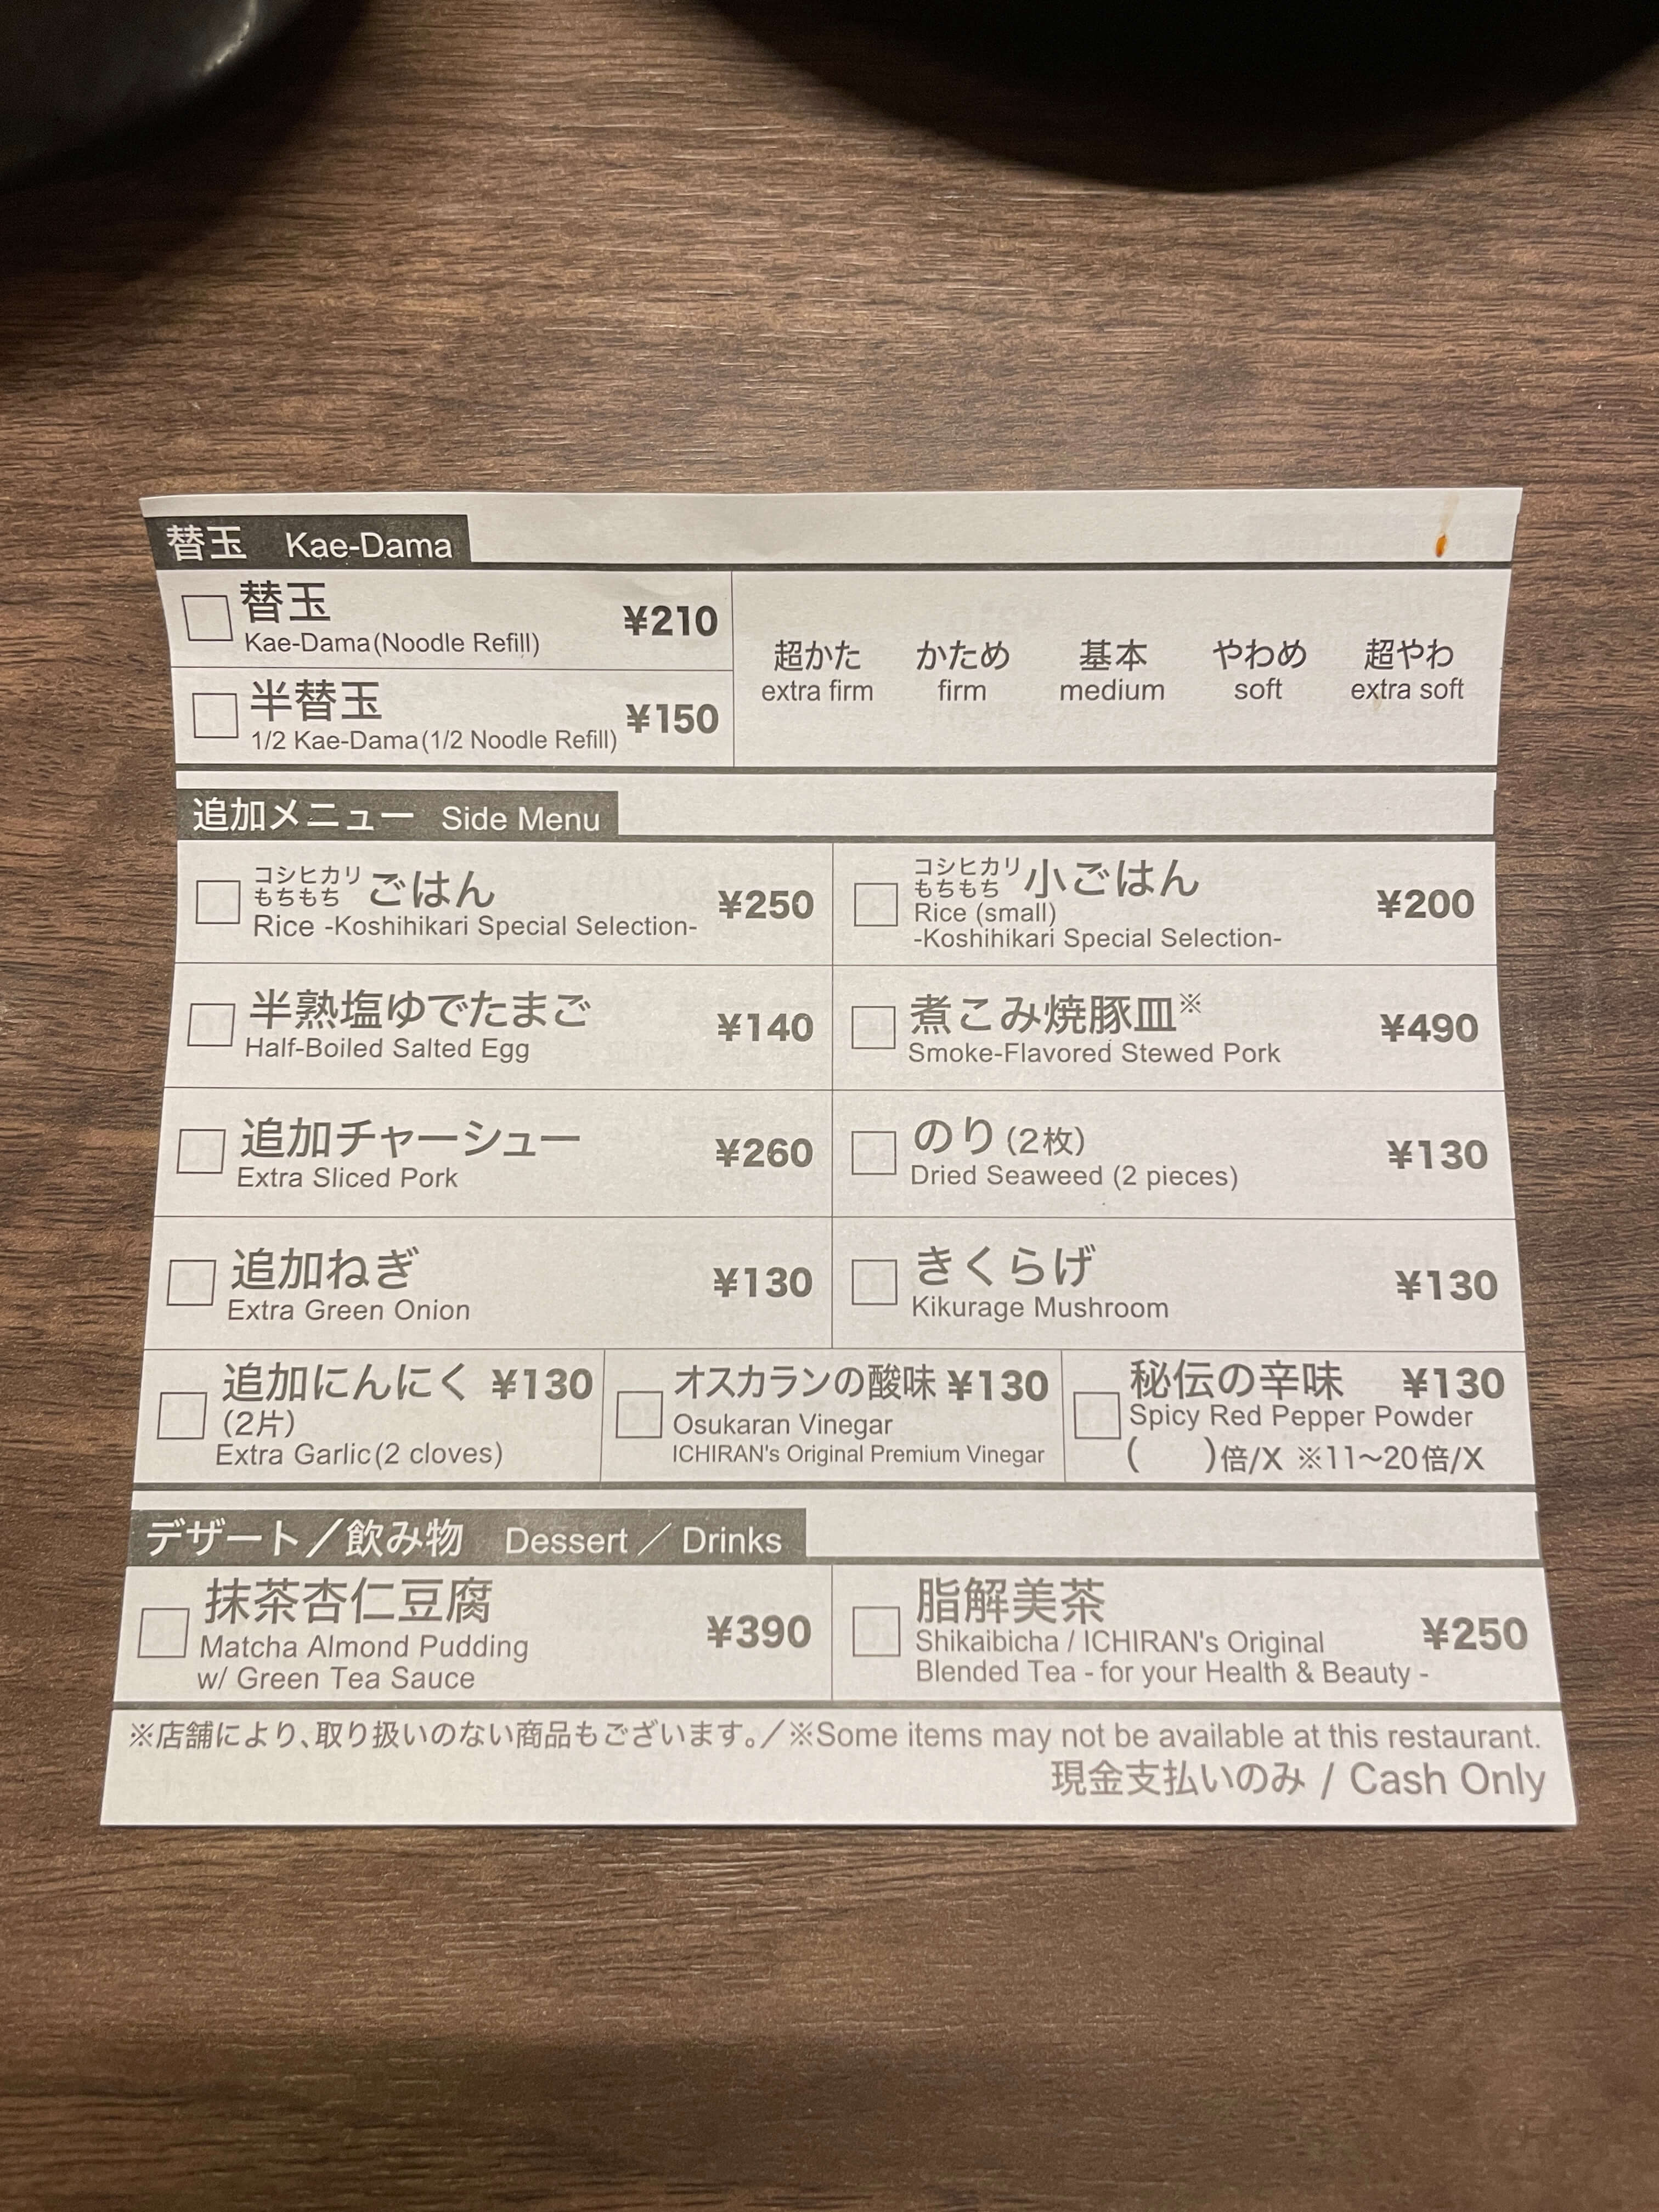 替玉 Kae-Dama
替玉 ¥210
Kae-Dama(Noodle Refill)
半替玉 ¥150
1/2 Kae-Dama(1/2 Noodle Refill)
超かた かため 基本 やわめ 超やわ
extra firm firm medium soft extra soft
追加メニュー Side Menu
コシヒカリ
もちもち
ごはん ¥250
Rice -Koshihikari Special Selection-
コシヒカリ
もちもち
小ごはん ¥200
Rice (small)
-Koshihikari Special Selection-
半熟塩ゆでたまご ¥140
Half-Boiled Salted Egg
煮こみ焼豚皿※ ¥490
Smoke-Flavored Stewed Pork
追加チャーシュー ¥260
Extra Sliced Pork
のり(2枚) ¥130
Dried Seaweed (2 pieces)
追加ねぎ ¥130
Extra Green Onion
きくらげ ¥130
Kikurage Mushroom
追加にんにく ¥130
(2片)
Extra Garlic(2 cloves)
オスカランの酸味 ¥130
Osukaran Vinegar
ICHIRAN's Original Premium Vinegar
秘伝の辛味 ¥130
Spicy Red Pepper Powder
( )倍/X ※11～20倍/X
デザート／飲み物 Dessert ／ Drinks
抹茶杏仁豆腐 ¥390
Matcha Almond Pudding
w/ Green Tea Sauce
脂解美茶 ¥250
Shikaibicha / ICHIRAN's Original
Blended Tea - for your Health & Beauty -
※店舗により、取り扱いのない商品もございます。／※Some items may not be available at this restaurant.
現金支払いのみ / Cash Only